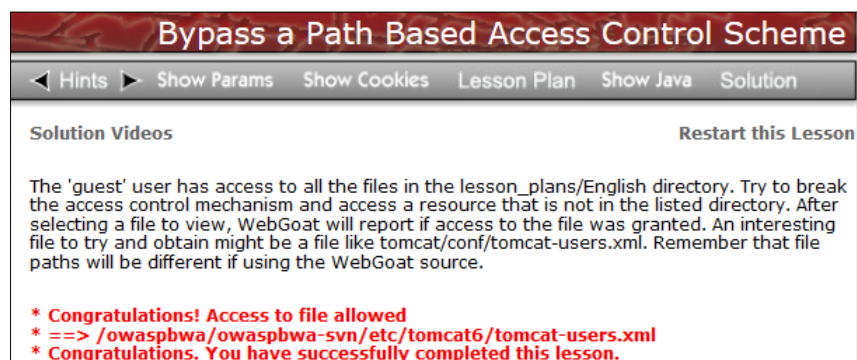 Bypass a Path Based Access Control Scheme
Hints Show Params Show Cookies Lesson Plan Show Java Solution
Solution Videos Restart this Lesson
The 'guest' user has access to all the files in the lesson_plans/English directory. Try to break
the access control mechanism and access a resource that is not in the listed directory. After
selecting a file to view, WebGoat will report if access to the file was granted. An interesting
file to try and obtain might be a file like tomcat/conf/tomcat-users.xml. Remember that file
paths will be different if using the WebGoat source.
* Congratulations! Access to file allowed
* ==> /owaspbwa/owaspbwa-svn/etc/tomcat6/tomcat-users.xml
* Congratulations. You have successfully completed this lesson.